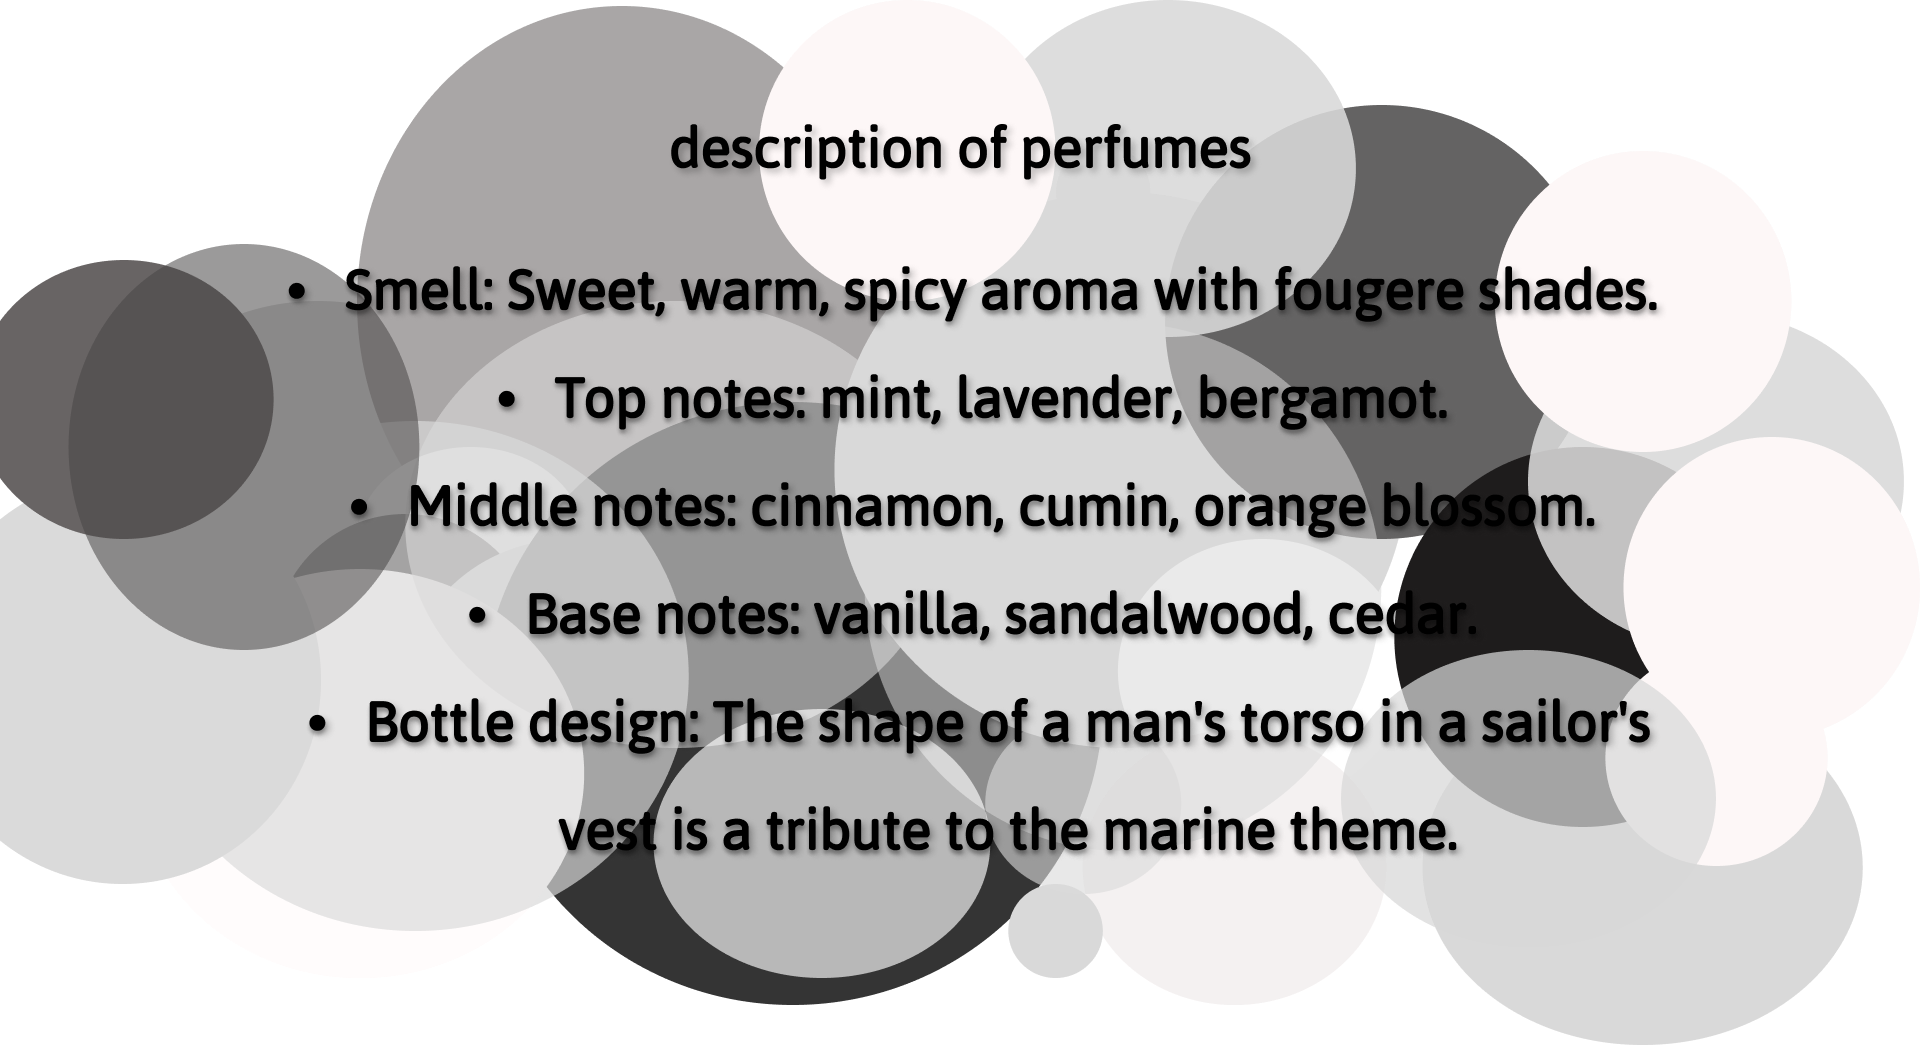 description of perfumes
• Smell: Sweet, warm, spicy aroma with fougere shades.
• Top notes: mint, lavender, bergamot.
• Middle notes: cinnamon, cumin, orange blossom.
• Base notes: vanilla, sandalwood, cedar.
• Bottle design: The shape of a man's torso in a sailor's
vest is a tribute to the marine theme.